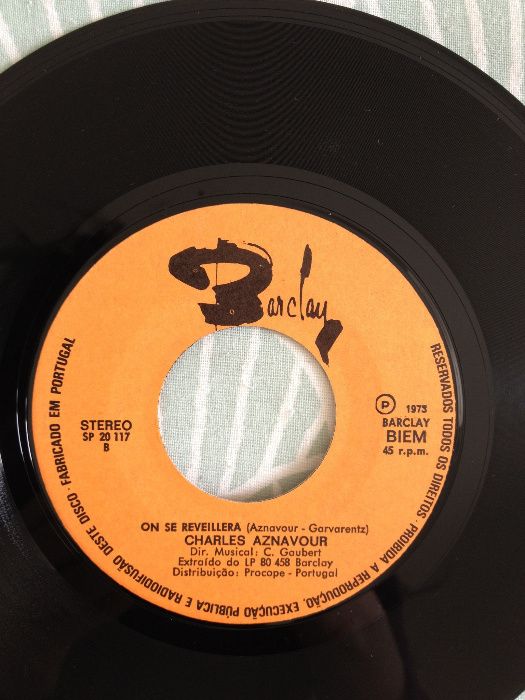 Barclay
STEREO
SP 20 117
B
Ⓟ 1973
BARCLAY
BIEM
45 r.p.m.
ON SE REVEILLERA (Aznavour - Garvarentz)
CHARLES AZNAVOUR
Dir. Musical: C. Gaubert
Extraído do LP 80 458 Barclay
Distribuição: Procope - Portugal
RESERVADOS TODOS OS DIREITOS · PROIBIDA A REPRODUÇÃO, EXECUÇÃO PÚBLICA E RADIODIFUSÃO DESTE DISCO · FABRICADO EM PORTUGAL